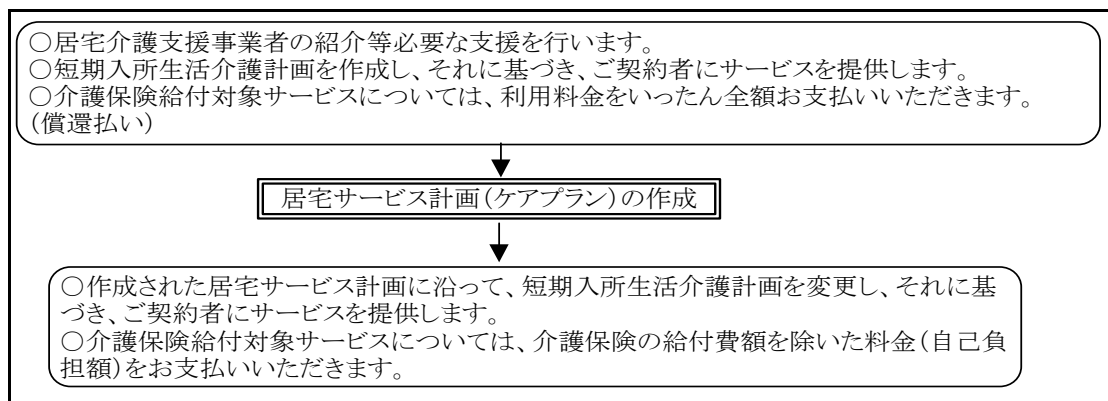 ○居宅介護支援事業者の紹介等必要な支援を行います。
○短期入所生活介護計画を作成し、それに基づき、ご契約者にサービスを提供します。
○介護保険給付対象サービスについては、利用料金をいったん全額お支払いいただきます。
(償還払い)
居宅サービス計画(ケアプラン)の作成
○作成された居宅サービス計画に沿って、短期入所生活介護計画を変更し、それに基
づき、ご契約者にサービスを提供します。
○介護保険給付対象サービスについては、介護保険の給付費額を除いた料金(自己負
担額)をお支払いいただきます。